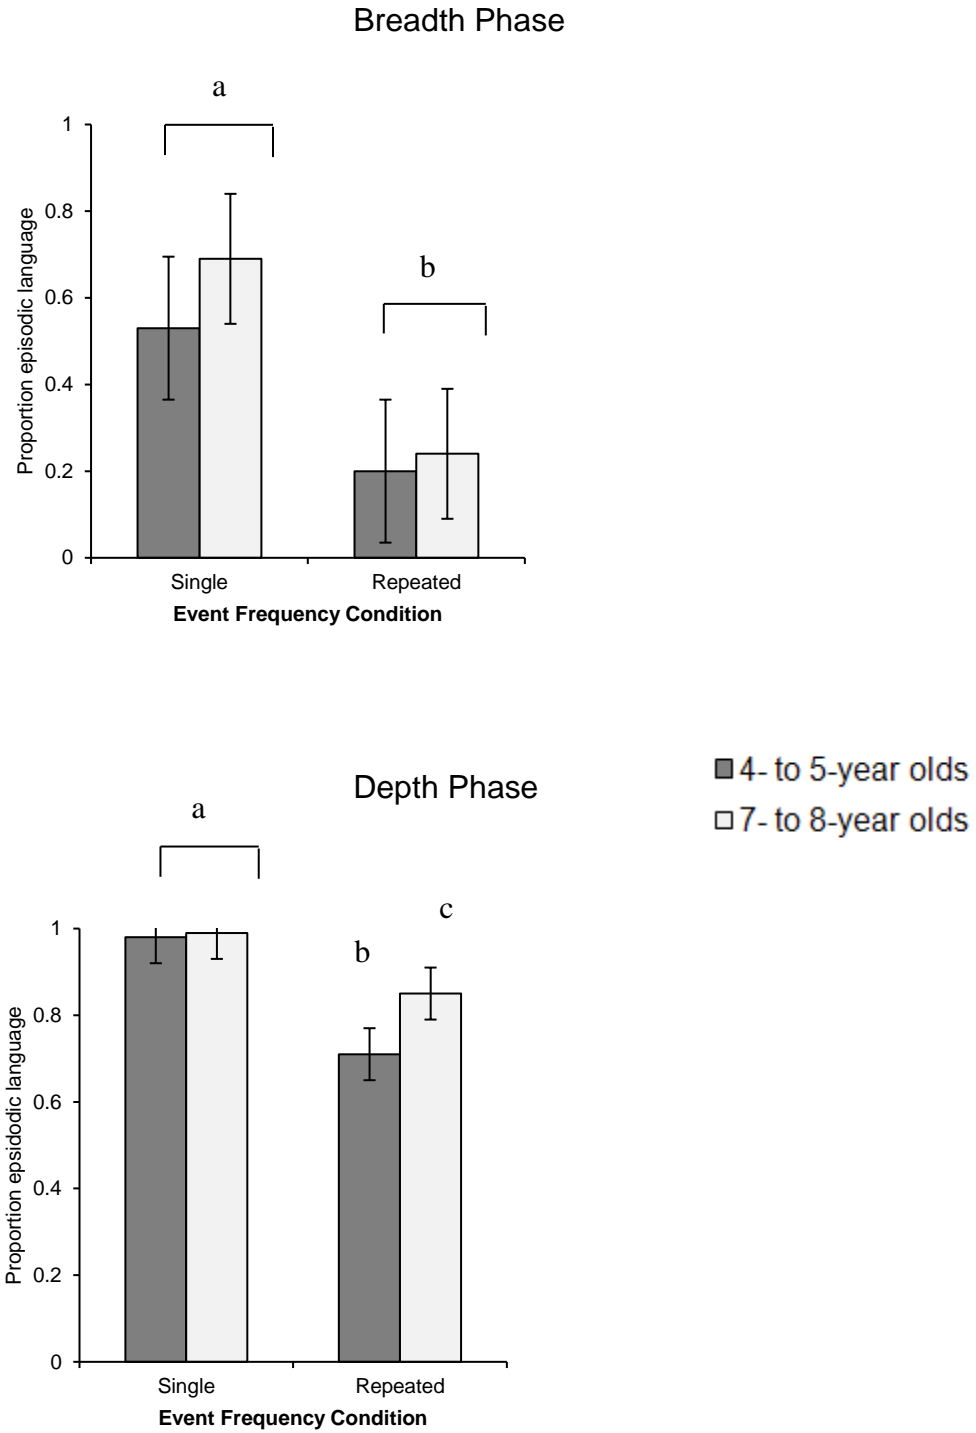 Breadth Phase
a
1
b
0.8
0.6
0.4
0.2
0
Proportion episodic language
Single Repeated
Event Frequency Condition
4- to 5-year olds
7- to 8-year olds
Depth Phase
a
c
b
1
0.8
0.6
0.4
0.2
0
Proportion epsidodic language
Single Repeated
Event Frequency Condition